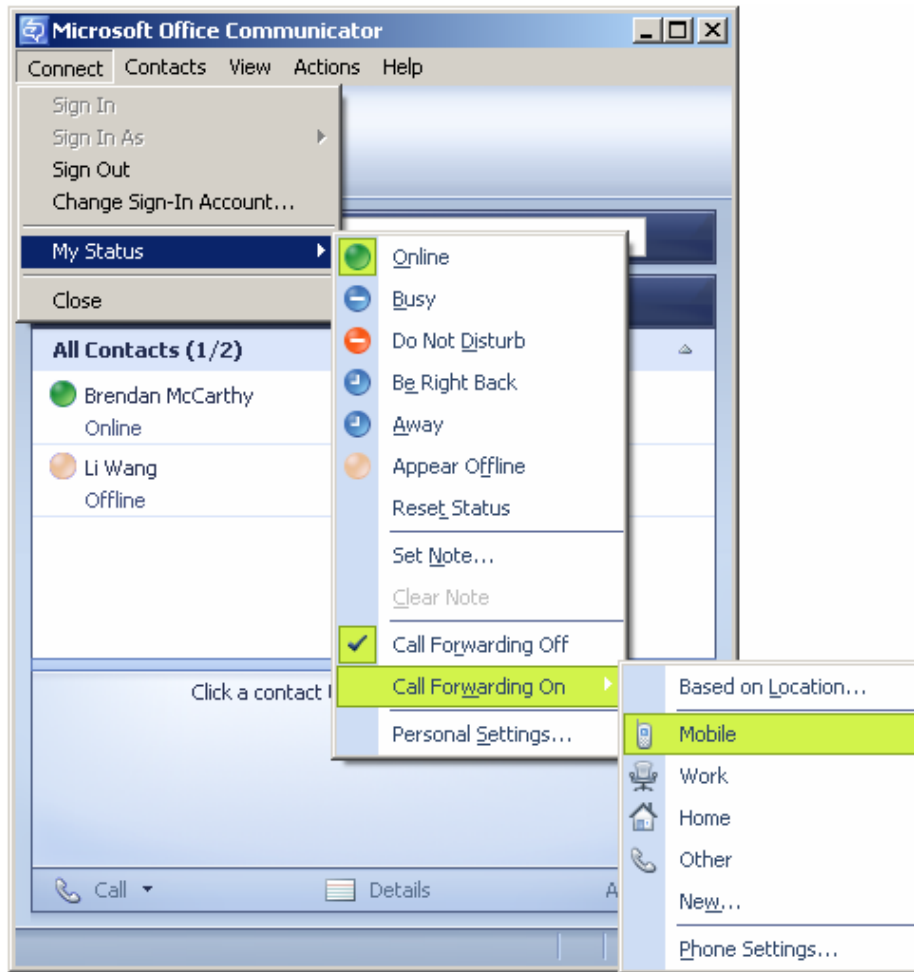 Microsoft Office Communicator
Connect Contacts View Actions Help
Sign In
Sign In As
Sign Out
Change Sign-In Account...
My Status
Close
All Contacts (1/2)
Brendan McCarthy
Online
Li Wang
Offline
Online
Busy
Do Not Disturb
Be Right Back
Away
Appear Offline
Reset Status
Set Note...
Clear Note
Call Forwarding Off
Call Forwarding On
Personal Settings...
Based on Location...
Mobile
Work
Home
Other
New...
Phone Settings...
Click a contact
Call Details